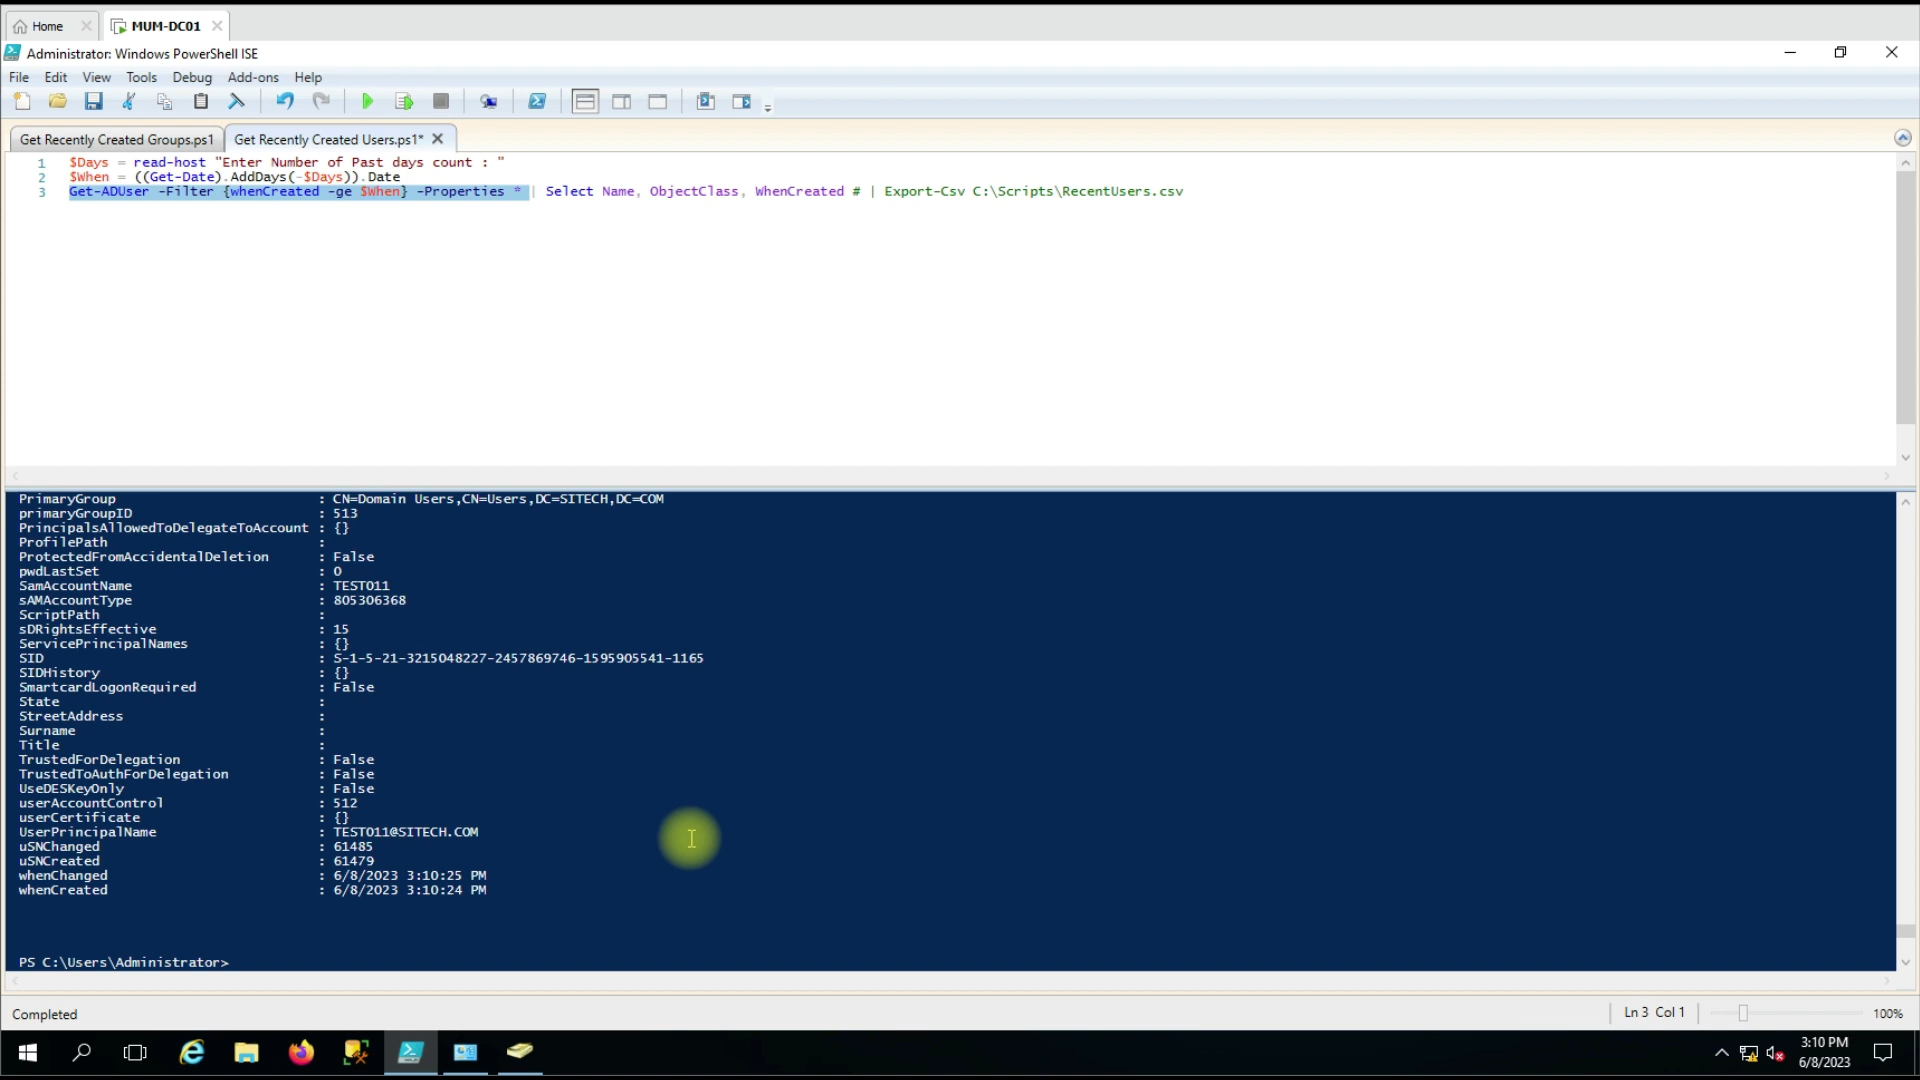 Home
MUM-DC01
Administrator: Windows PowerShell ISE
File Edit View Tools Debug Add-ons Help
Get Recently Created Groups.ps1
Get Recently Created Users.ps1*
1 $Days = read-host "Enter Number of Past days count : "
2 $When = ((Get-Date).AddDays(-$Days)).Date
3 Get-ADUser -Filter {whenCreated -ge $When} -Properties * | Select Name, ObjectClass, WhenCreated # | Export-Csv C:\Scripts\RecentUsers.csv
PrimaryGroup : CN=Domain Users,CN=Users,DC=SITECH,DC=COM
primaryGroupID : 513
PrincipalsAllowedToDelegateToAccount : {}
ProfilePath :
ProtectedFromAccidentalDeletion : False
pwdLastSet : 0
SamAccountName : TEST011
sAMAccountType : 805306368
ScriptPath :
sDRightsEffective : 15
ServicePrincipalNames : {}
SID : S-1-5-21-3215048227-2457869746-1595905541-1165
SIDHistory : {}
SmartcardLogonRequired : False
State :
StreetAddress :
Surname :
Title :
TrustedForDelegation : False
TrustedToAuthForDelegation : False
UseDESKeyOnly : False
userAccountControl : 512
userCertificate : {}
UserPrincipalName : TEST011@SITECH.COM
uSNChanged : 61485
uSNCreated : 61479
whenChanged : 6/8/2023 3:10:25 PM
whenCreated : 6/8/2023 3:10:24 PM
PS C:\Users\Administrator>
Completed
Ln 3 Col 1
100%
3:10 PM
6/8/2023